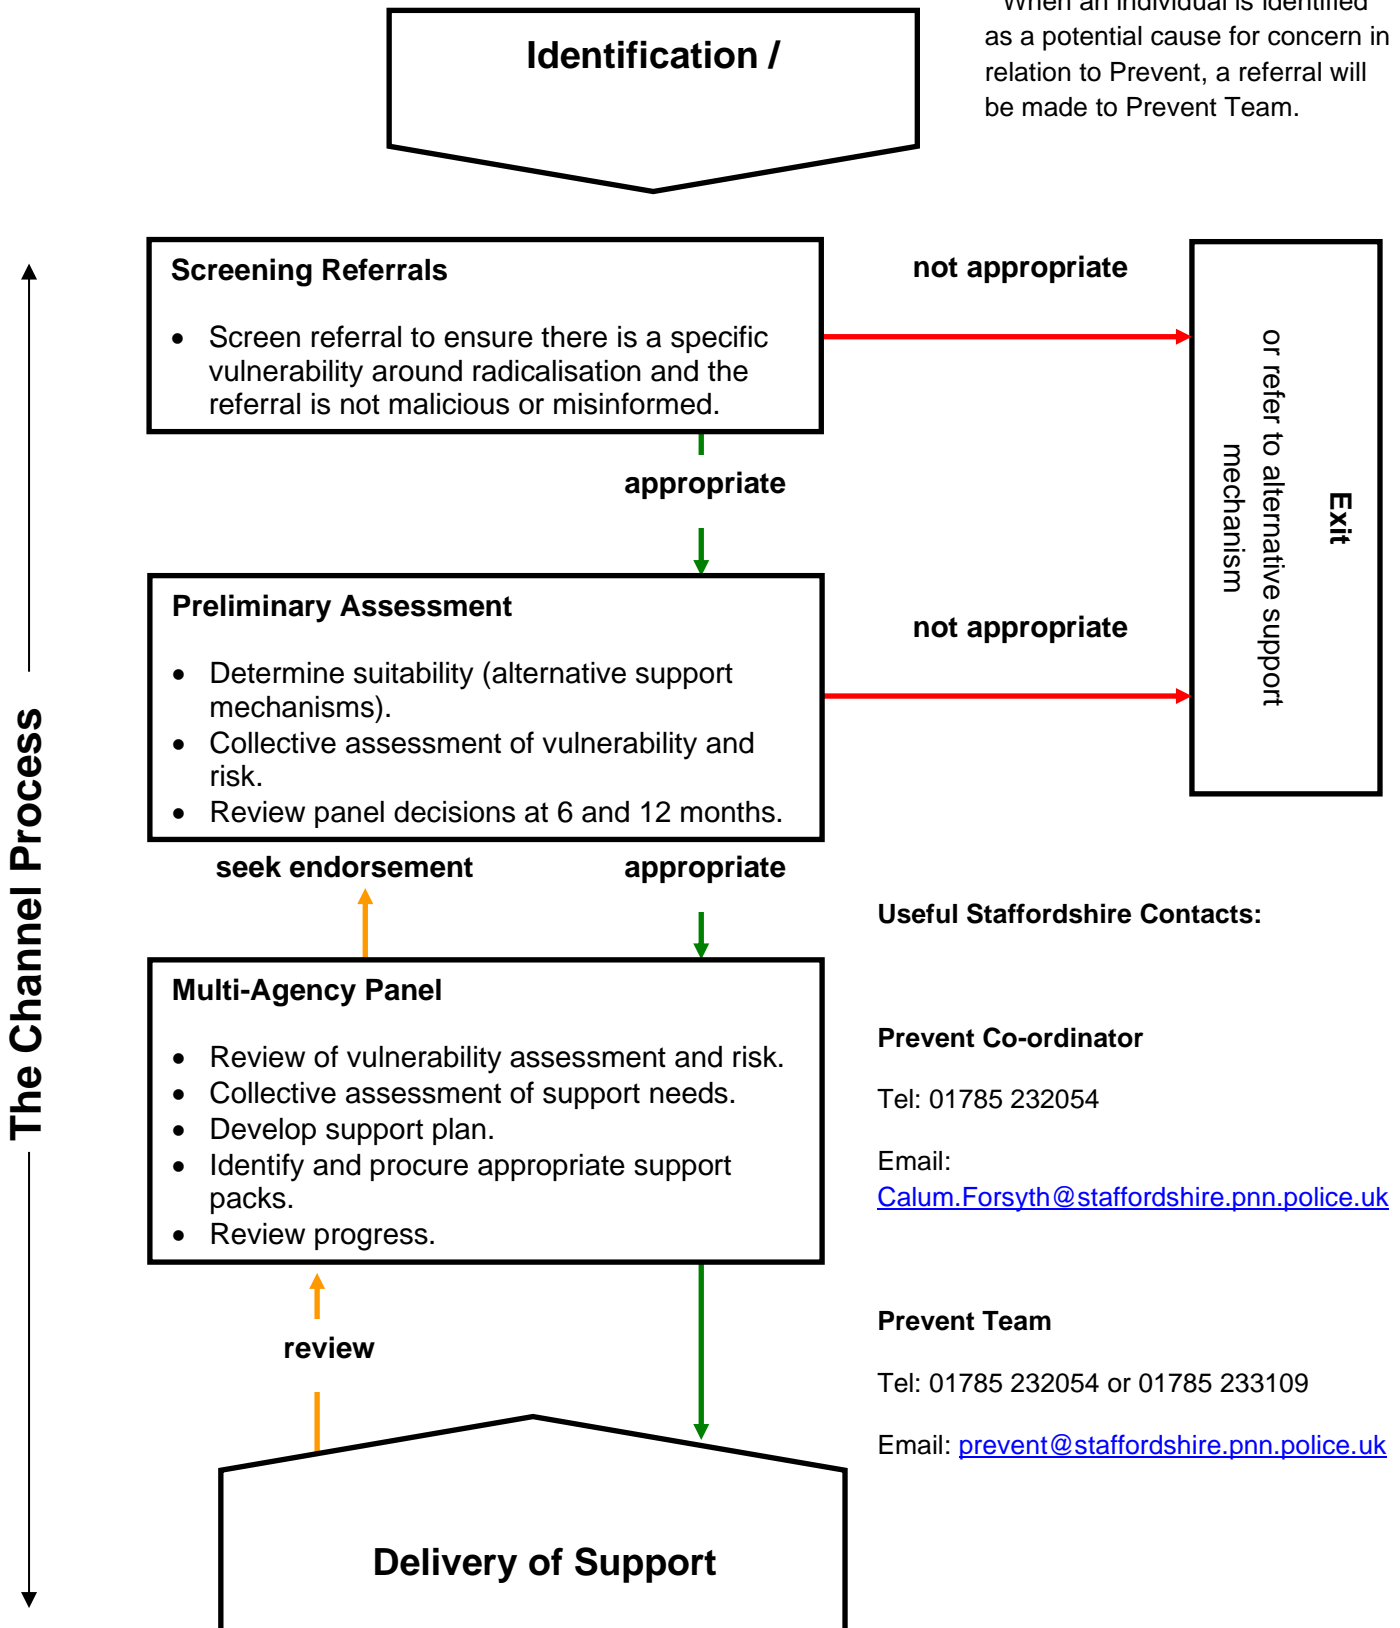 Identification /
When an individual is identified
as a potential cause for concern in
relation to Prevent, a referral will
be made to Prevent Team.
The Channel Process
Screening Referrals
• Screen referral to ensure there is a specific
vulnerability around radicalisation and the
referral is not malicious or misinformed.
not appropriate
Exit
or refer to alternative support
mechanism
appropriate
Preliminary Assessment
• Determine suitability (alternative support
mechanisms).
• Collective assessment of vulnerability and
risk.
• Review panel decisions at 6 and 12 months.
not appropriate
seek endorsement
appropriate
Multi-Agency Panel
• Review of vulnerability assessment and risk.
• Collective assessment of support needs.
• Develop support plan.
• Identify and procure appropriate support
packs.
• Review progress.
review
Delivery of Support
Useful Staffordshire Contacts:
Prevent Co-ordinator
Tel: 01785 232054
Email:
Calum.Forsyth@staffordshire.pnn.police.uk
Prevent Team
Tel: 01785 232054 or 01785 233109
Email: prevent@staffordshire.pnn.police.uk